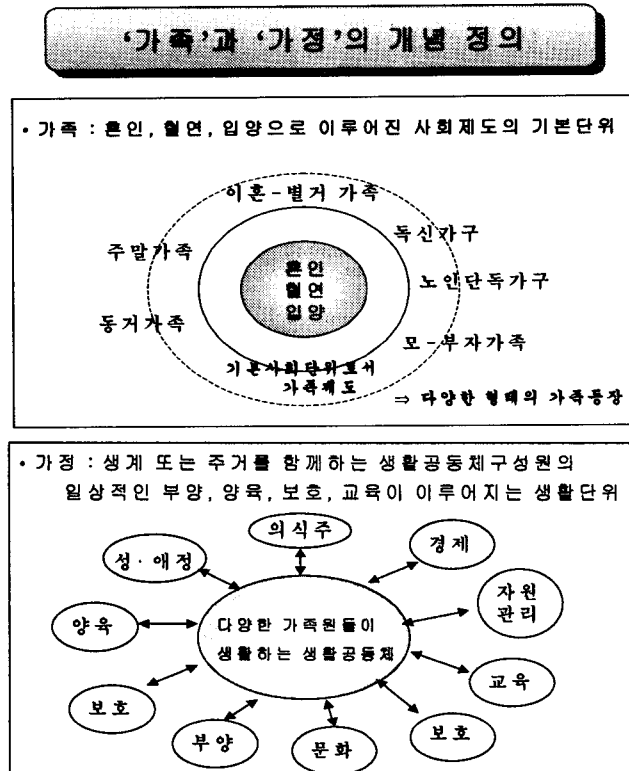 ‘가족’과 ‘가정’의 개념 정의
• 가족 : 혼인, 혈연, 입양으로 이루어진 사회제도의 기본단위
이혼-별거 가족
독신가구
주말가족
혼인
혈연
입양
노인단독가구
동거가족
모-부자가족
기본사회단위로서
가족제도
⇒ 다양한 형태의 가족등장
• 가정 : 생계 또는 주거를 함께하는 생활공동체구성원의
일상적인 부양, 양육, 보호, 교육이 이루어지는 생활단위
의식주
경제
성·애정
자원
관리
양육
다양한 가족원들이
생활하는 생활공동체
교육
보호
보호
부양
문화